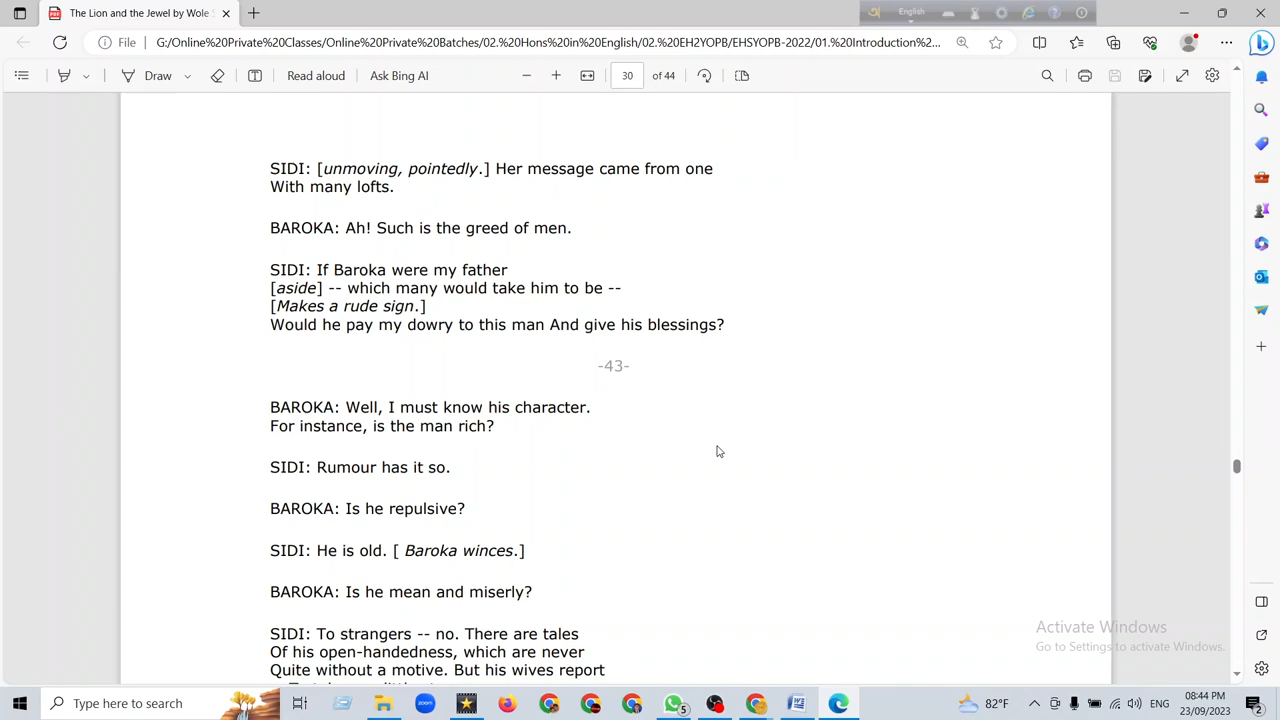 The Lion and the Jewel by Wole S
English
File
G:/Online%20Private%20Classes/Online%20Private%20Batches/02.%20Hons%20in%20English/02.%20EH2YOPB/EHSYOPB-2022/01.%20Introduction%2...
Draw
Read aloud
Ask Bing AI
30
of 44
SIDI: [unmoving, pointedly.] Her message came from one
With many lofts.
BAROKA: Ah! Such is the greed of men.
SIDI: If Baroka were my father
[aside] -- which many would take him to be --
[Makes a rude sign.]
Would he pay my dowry to this man And give his blessings?
-43-
BAROKA: Well, I must know his character.
For instance, is the man rich?
SIDI: Rumour has it so.
BAROKA: Is he repulsive?
SIDI: He is old. [ Baroka winces.]
BAROKA: Is he mean and miserly?
SIDI: To strangers -- no. There are tales
Of his open-handedness, which are never
Quite without a motive. But his wives report
Activate Windows
Go to Settings to activate Windows.
Type here to search
zoom
5
82°F
ENG
08:44 PM
23/09/2023
2